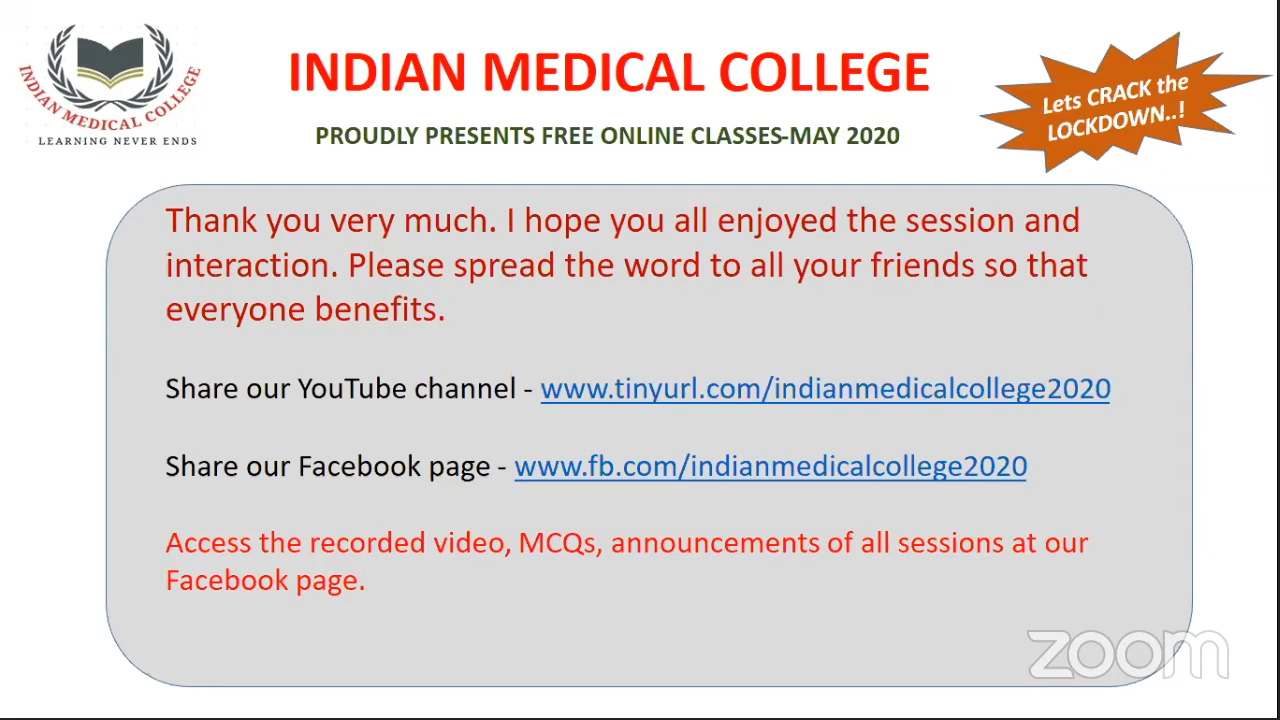 INDIAN MEDICAL COLLEGE
LEARNING NEVER ENDS
INDIAN MEDICAL COLLEGE
PROUDLY PRESENTS FREE ONLINE CLASSES-MAY 2020
Lets CRACK the
LOCKDOWN..!
Thank you very much. I hope you all enjoyed the session and
interaction. Please spread the word to all your friends so that
everyone benefits.
Share our YouTube channel - www.tinyurl.com/indianmedicalcollege2020
Share our Facebook page - www.fb.com/indianmedicalcollege2020
Access the recorded video, MCQs, announcements of all sessions at our
Facebook page.
zoom